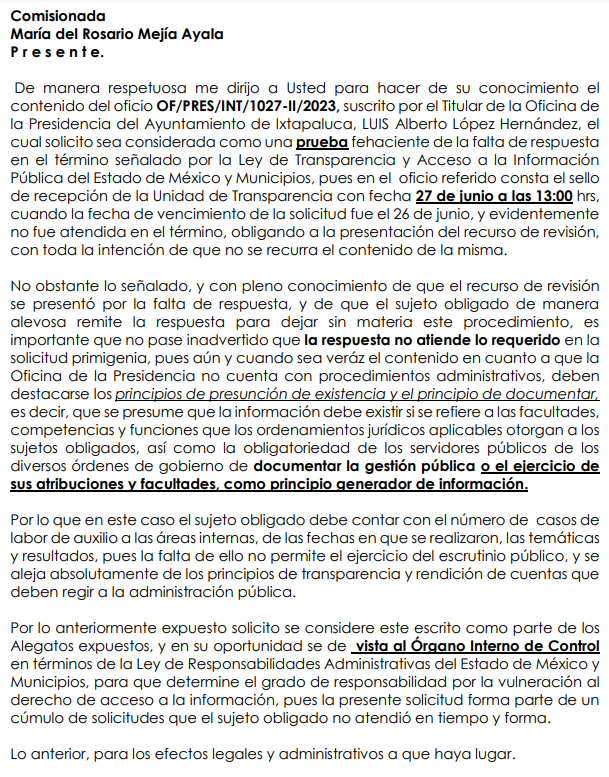 Comisionada
María del Rosario Mejía Ayala
P r e s e n t e.
De manera respetuosa me dirijo a Usted para hacer de su conocimiento el
contenido del oficio OF/PRES/INT/1027-II/2023, suscrito por el Titular de la Oficina de
la Presidencia del Ayuntamiento de Ixtapaluca, LUIS Alberto López Hernández, el
cual solicito sea considerada como una prueba fehaciente de la falta de respuesta
en el término señalado por la Ley de Transparencia y Acceso a la Información
Pública del Estado de México y Municipios, pues en el oficio referido consta el sello
de recepción de la Unidad de Transparencia con fecha 27 de junio a las 13:00 hrs,
cuando la fecha de vencimiento de la solicitud fue el 26 de junio, y evidentemente
no fue atendida en el término, obligando a la presentación del recurso de revisión,
con toda la intención de que no se recurra el contenido de la misma.
No obstante lo señalado, y con pleno conocimiento de que el recurso de revisión
se presentó por la falta de respuesta, y de que el sujeto obligado de manera
alevosa remite la respuesta para dejar sin materia este procedimiento, es
importante que no pase inadvertido que la respuesta no atiende lo requerido en la
solicitud primigenia, pues aún y cuando sea veráz el contenido en cuanto a que la
Oficina de la Presidencia no cuenta con procedimientos administrativos, deben
destacarse los principios de presunción de existencia y el principio de documentar,
es decir, que se presume que la información debe existir si se refiere a las facultades,
competencias y funciones que los ordenamientos jurídicos aplicables otorgan a los
sujetos obligados, así como la obligatoriedad de los servidores públicos de los
diversos órdenes de gobierno de documentar la gestión pública o el ejercicio de
sus atribuciones y facultades, como principio generador de información.
Por lo que en este caso el sujeto obligado debe contar con el número de casos de
labor de auxilio a las áreas internas, de las fechas en que se realizaron, las temáticas
y resultados, pues la falta de ello no permite el ejercicio del escrutinio público, y se
aleja absolutamente de los principios de transparencia y rendición de cuentas que
deben regir a la administración pública.
Por lo anteriormente expuesto solicito se considere este escrito como parte de los
Alegatos expuestos, y en su oportunidad se de vista al Órgano Interno de Control
en términos de la Ley de Responsabilidades Administrativas del Estado de México y
Municipios, para que determine el grado de responsabilidad por la vulneración al
derecho de acceso a la información, pues la presente solicitud forma parte de un
cúmulo de solicitudes que el sujeto obligado no atendió en tiempo y forma.
Lo anterior, para los efectos legales y administrativos a que haya lugar.